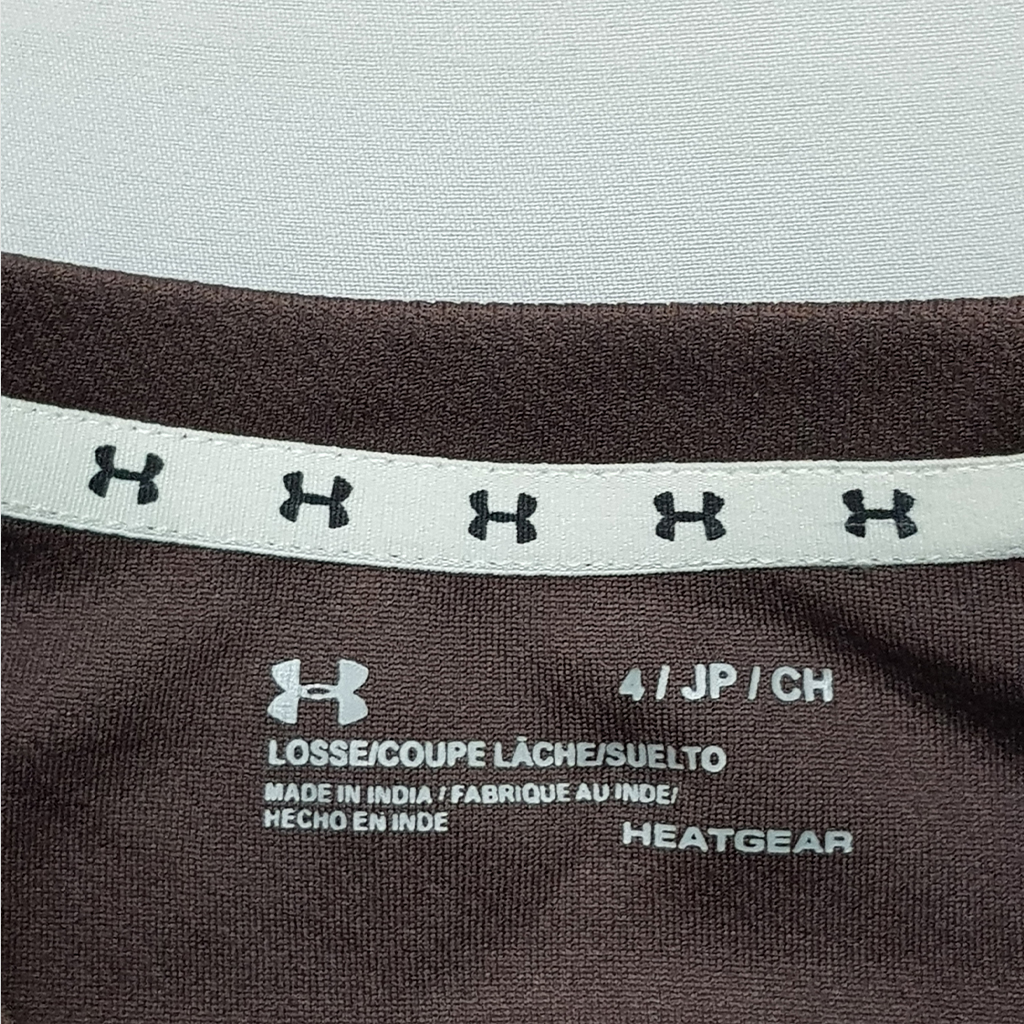 4 / JP / CH
LOSSE/COUPE LÂCHE/SUELTO
MADE IN INDIA / FABRIQUE AU INDE/
HECHO EN INDE
HEATGEAR